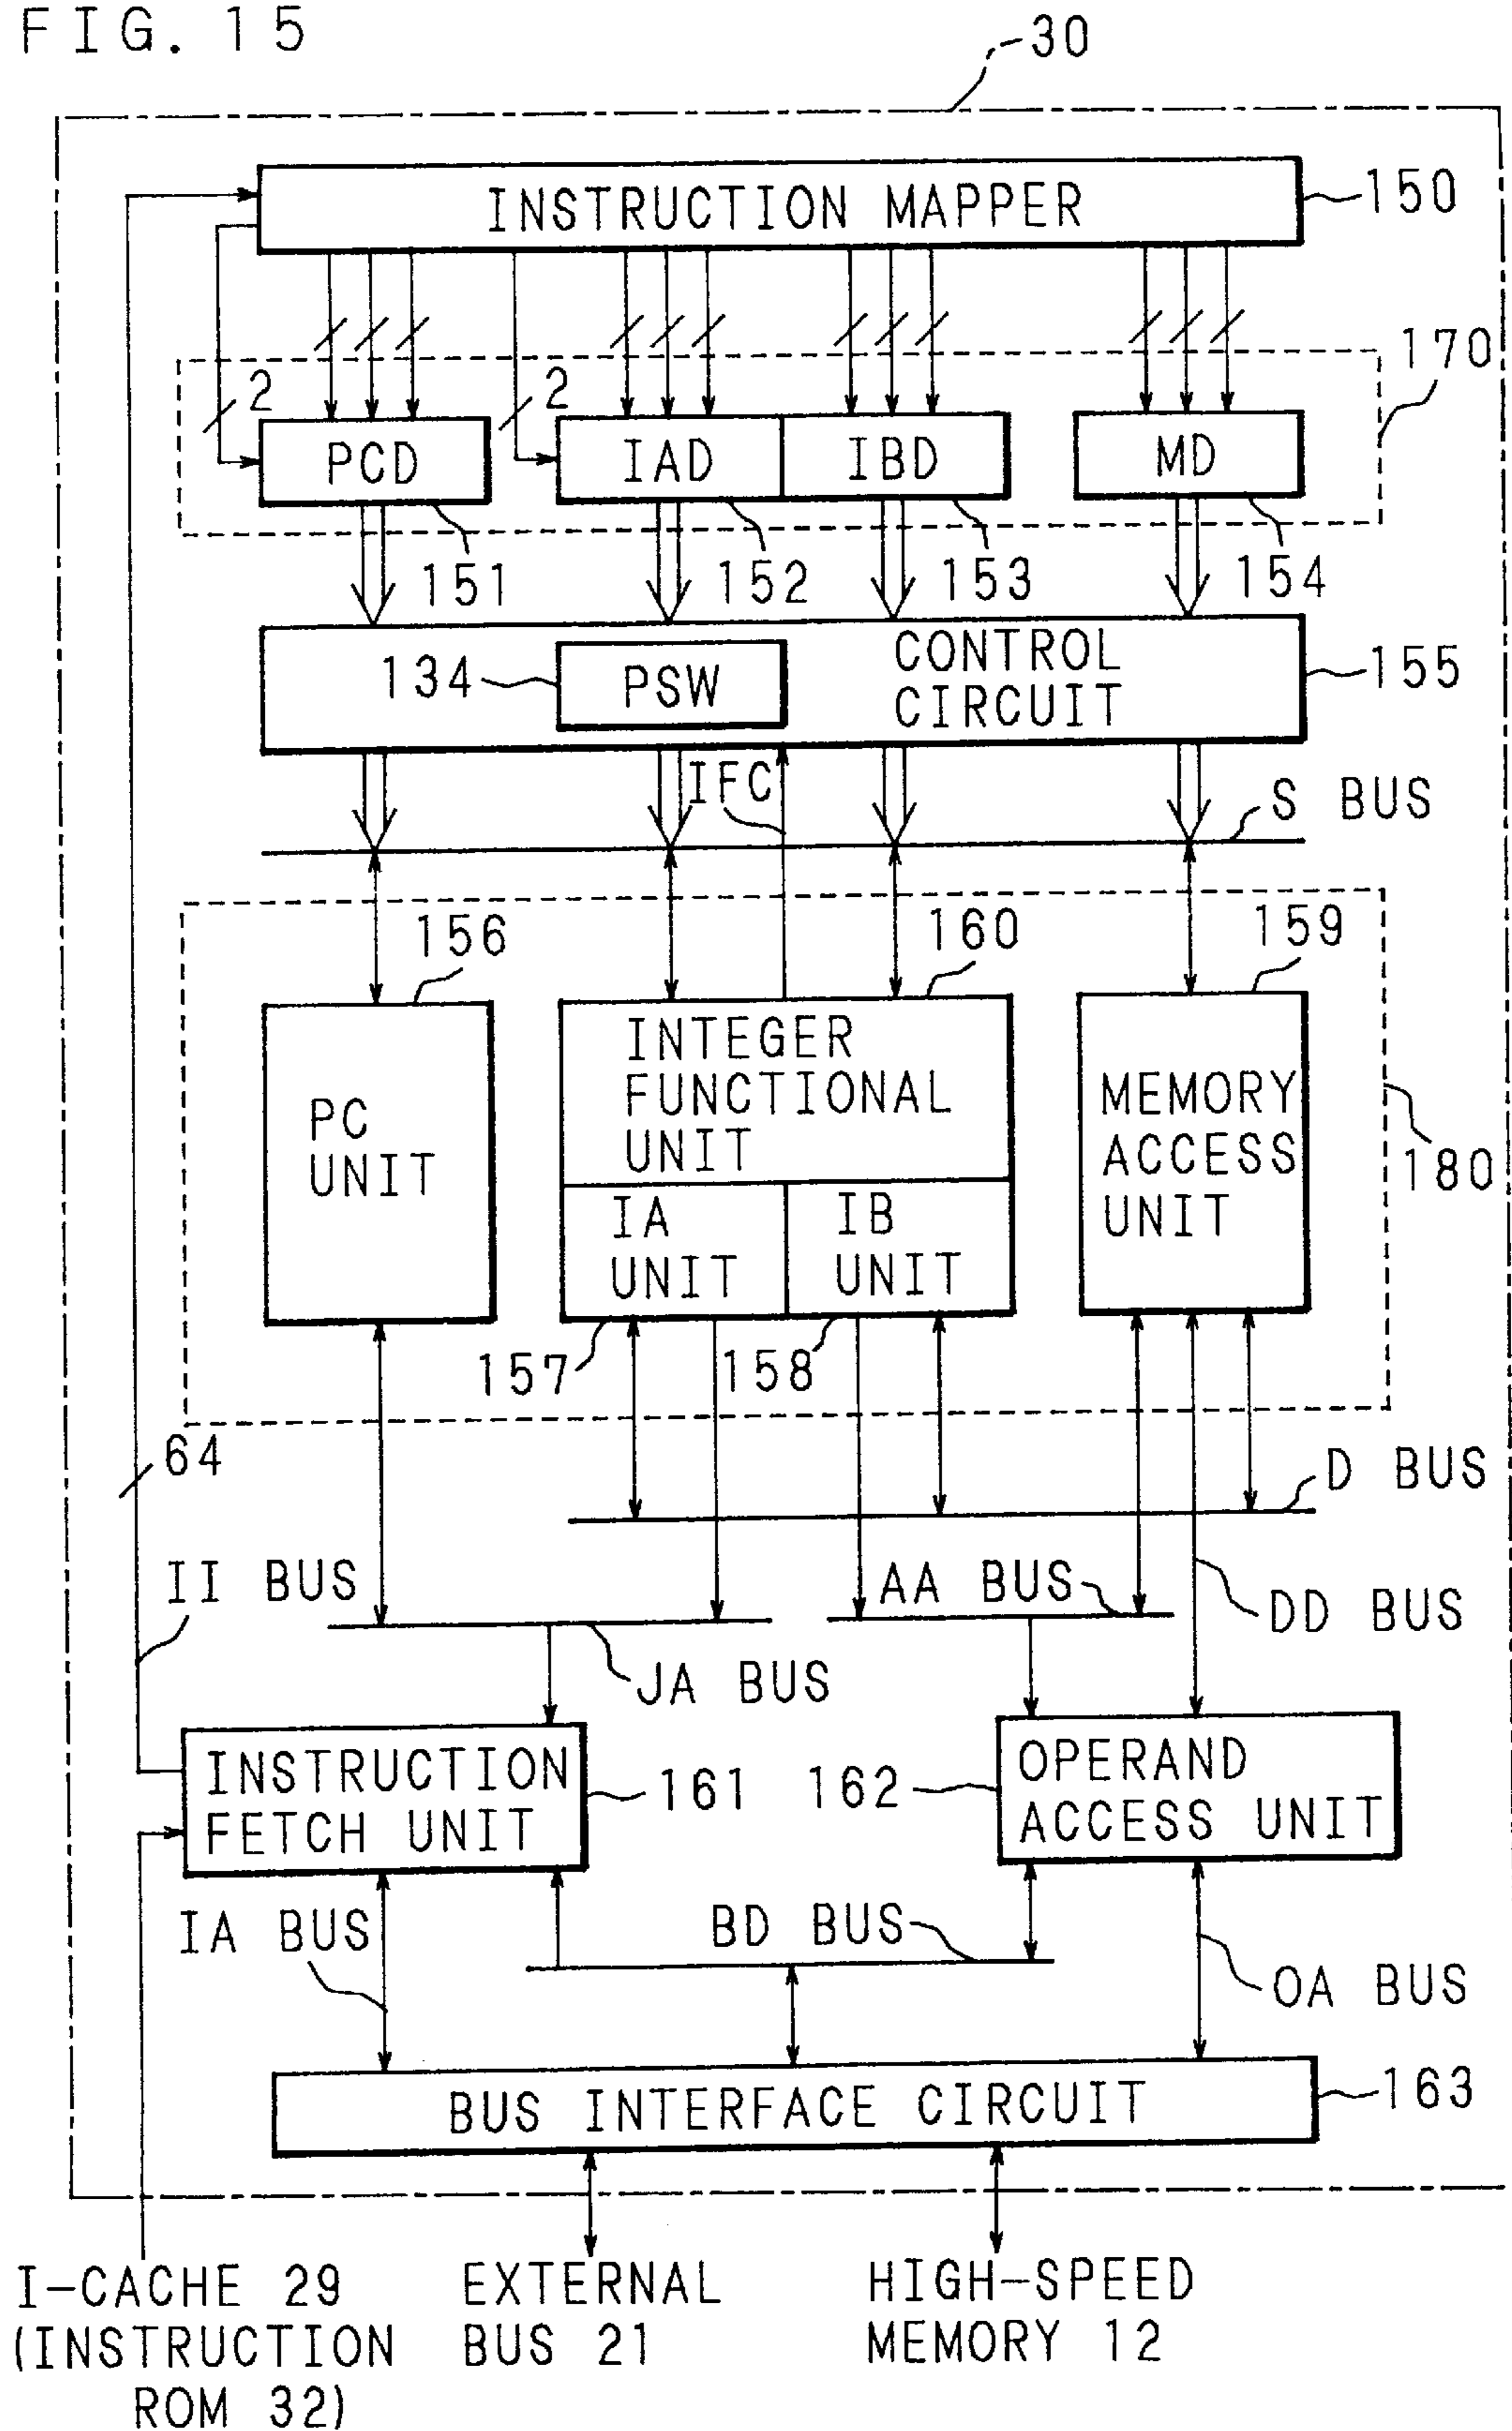 FIG. 15
30
INSTRUCTION MAPPER
150
170
2
2
PCD
IAD
IBD
MD
151
152
153
154
134
PSW
CONTROL
CIRCUIT
155
IFC
S BUS
156
160
159
PC
UNIT
INTEGER
FUNCTIONAL
UNIT
MEMORY
ACCESS
UNIT
180
IA
UNIT
IB
UNIT
157
158
64
D BUS
II BUS
AA BUS
DD BUS
JA BUS
INSTRUCTION
FETCH UNIT
161
162
OPERAND
ACCESS UNIT
IA BUS
BD BUS
OA BUS
BUS INTERFACE CIRCUIT
163
I-CACHE 29
(INSTRUCTION
ROM 32)
EXTERNAL
BUS 21
HIGH-SPEED
MEMORY 12